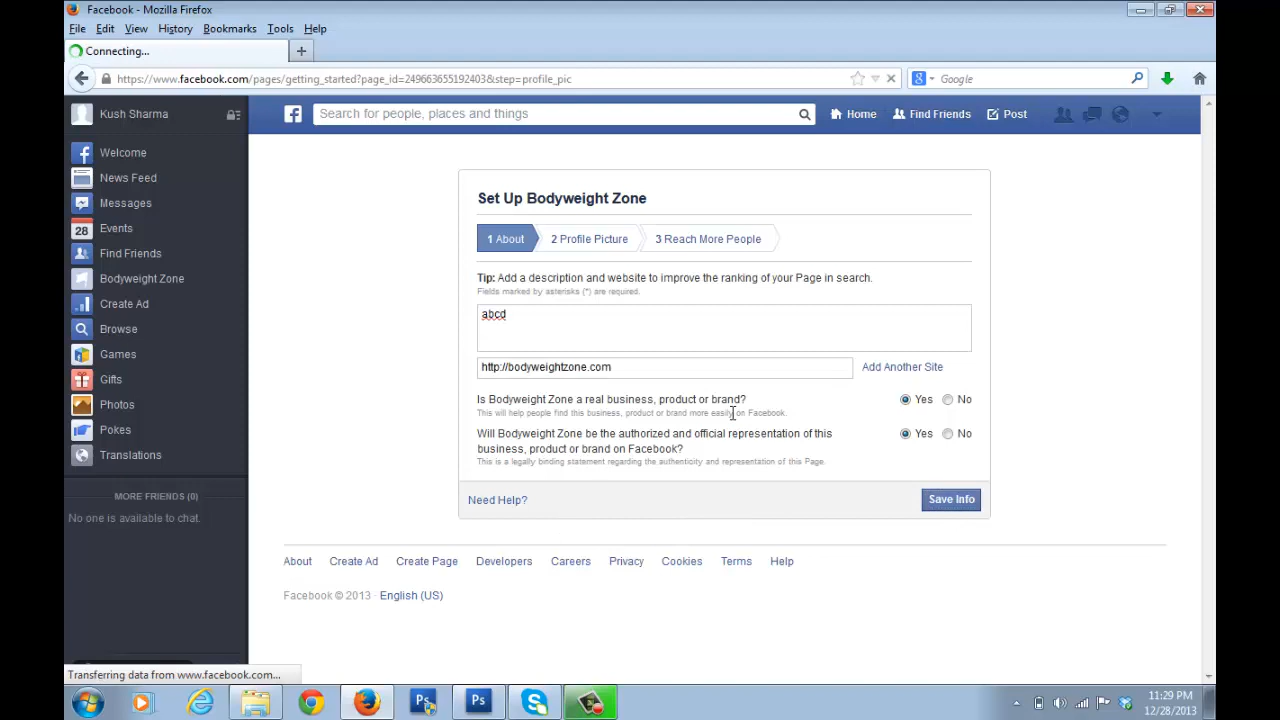 Facebook - Mozilla Firefox
File Edit View History Bookmarks Tools Help
Connecting...
https://www.facebook.com/pages/getting_started?page_id=249663655192403&step=profile_pic
Google
Kush Sharma
Search for people, places and things
Home Find Friends Post
Welcome
News Feed
Messages
Events
28
Find Friends
Bodyweight Zone
Create Ad
Browse
Games
Gifts
Photos
Pokes
Translations
MORE FRIENDS (0)
No one is available to chat.
Set Up Bodyweight Zone
1 About 2 Profile Picture 3 Reach More People
Tip: Add a description and website to improve the ranking of your Page in search.
Fields marked by asterisks (*) are required.
abcd
http://bodyweightzone.com Add Another Site
Is Bodyweight Zone a real business, product or brand? Yes No
This will help people find this business, product or brand more easily on Facebook.
Will Bodyweight Zone be the authorized and official representation of this Yes No
business, product or brand on Facebook?
This is a legally binding statement regarding the authenticity and representation of this Page.
Need Help? Save Info
About Create Ad Create Page Developers Careers Privacy Cookies Terms Help
Facebook © 2013 · English (US)
Transferring data from www.facebook.com...
Ps Ps
11:29 PM
12/28/2013